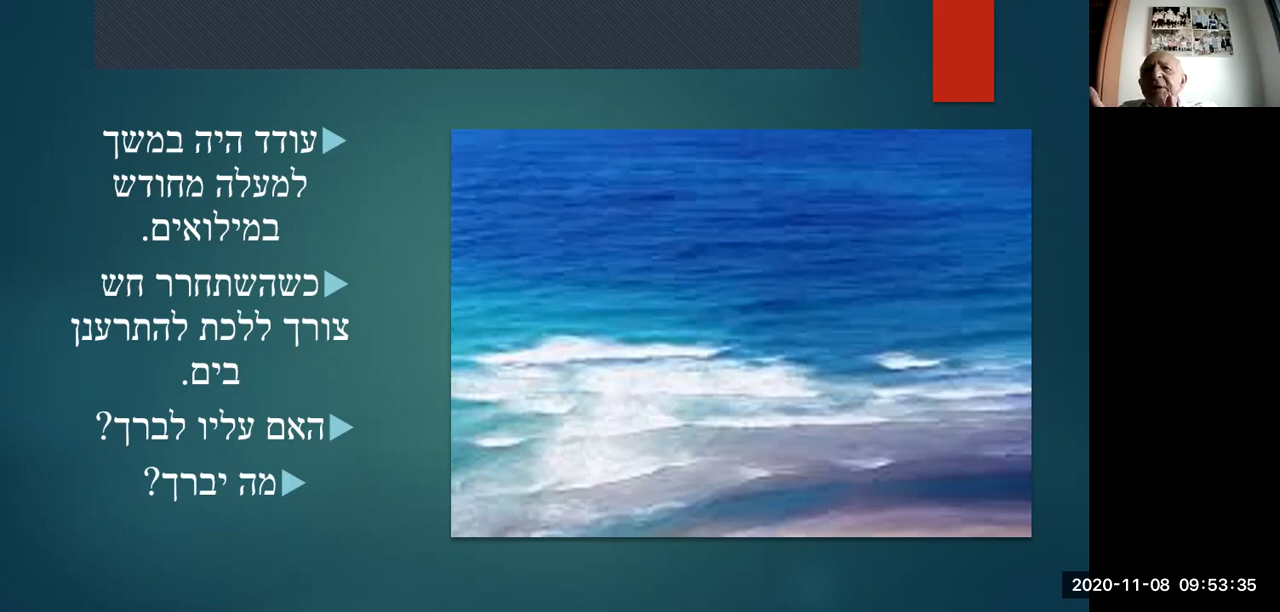 עודד היה במשך
למעלה מחודש
במילואים.
כשהשתחרר חש
צורך ללכת להתרענן
בים.
האם עליו לברך?
מה יברך?
2020-11-08 09:53:35